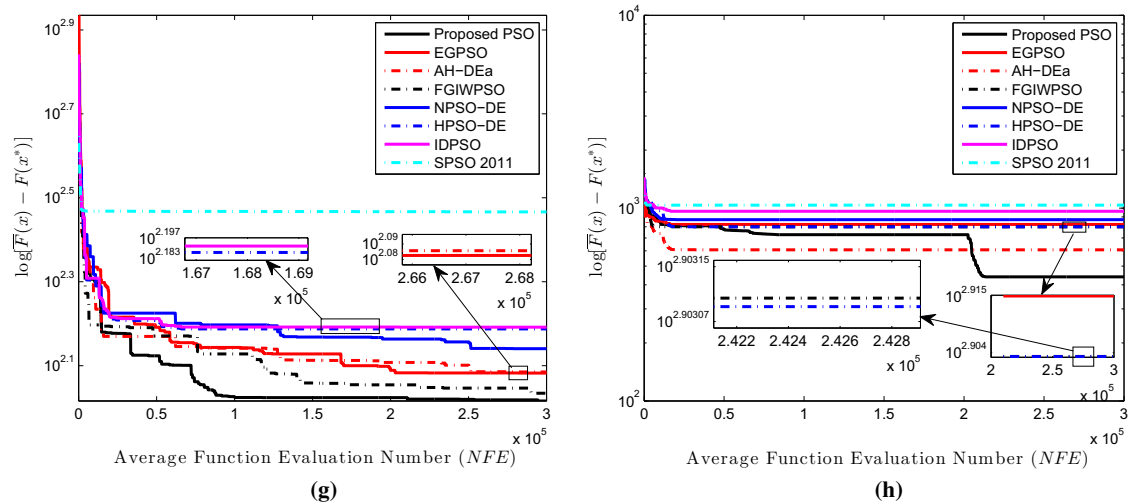 10^2.9
10^2.7
10^2.5
10^2.3
10^2.1
log[F̅(x) − F(x*)]
Proposed PSO
EGPSO
AH−DEa
FGIWPSO
NPSO−DE
HPSO−DE
IDPSO
SPSO 2011
10^2.197
10^2.183
1.67 1.68 1.69
x 10^5
10^2.09
10^2.08
2.66 2.67 2.68
x 10^5
0 0.5 1 1.5 2 2.5 3
x 10^5
Average Function Evaluation Number (NFE)
(g)
10^4
10^3
10^2
log[F̅(x) − F(x*)]
Proposed PSO
EGPSO
AH−DEa
FGIWPSO
NPSO−DE
HPSO−DE
IDPSO
SPSO 2011
10^2.90315
10^2.90307
2.422 2.424 2.426 2.428
x 10^5
10^2.915
10^2.904
2 2.5 3
x 10^5
0 0.5 1 1.5 2 2.5 3
x 10^5
Average Function Evaluation Number (NFE)
(h)